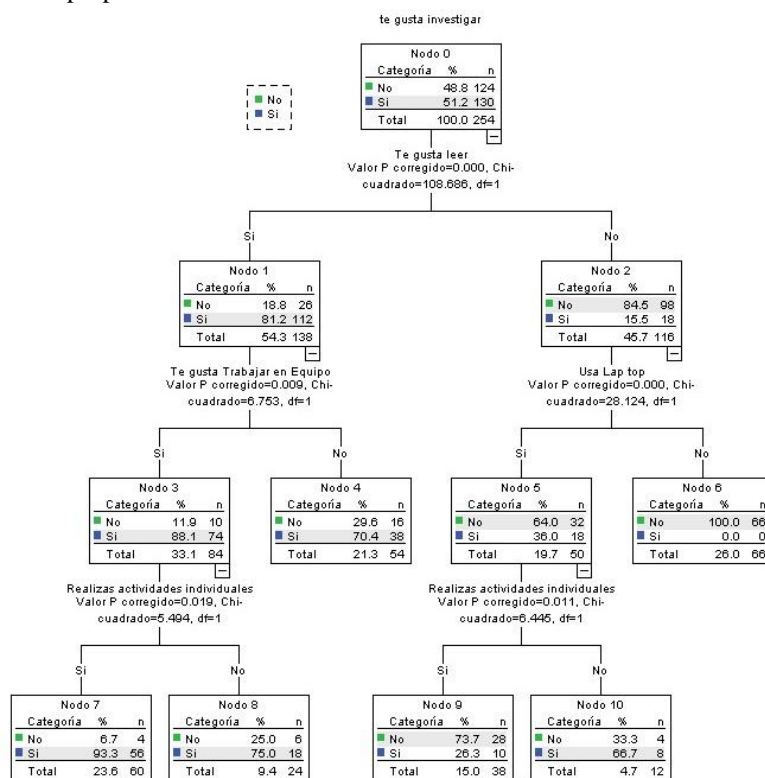 te gusta investigar
Nodo 0
Categoría % n
No 48.8 124
Si 51.2 130
Total 100.0 254
No
Si
Te gusta leer
Valor P corregido=0.000, Chi-
cuadrado=108.686, df=1
Si
No
Nodo 1
Categoría % n
No 18.8 26
Si 81.2 112
Total 54.3 138
Nodo 2
Categoría % n
No 84.5 98
Si 15.5 18
Total 45.7 116
Te gusta Trabajar en Equipo
Valor P corregido=0.009, Chi-
cuadrado=6.753, df=1
Usa Lap top
Valor P corregido=0.000, Chi-
cuadrado=28.124, df=1
Si
No
Si
No
Nodo 3
Categoría % n
No 11.9 10
Si 88.1 74
Total 33.1 84
Nodo 4
Categoría % n
No 29.6 16
Si 70.4 38
Total 21.3 54
Nodo 5
Categoría % n
No 64.0 32
Si 36.0 18
Total 19.7 50
Nodo 6
Categoría % n
No 100.0 66
Si 0.0 0
Total 26.0 66
Realizas actividades individuales
Valor P corregido=0.019, Chi-
cuadrado=5.494, df=1
Realizas actividades individuales
Valor P corregido=0.011, Chi-
cuadrado=6.445, df=1
Si
No
Si
No
Nodo 7
Categoría % n
No 6.7 4
Si 93.3 56
Total 23.6 60
Nodo 8
Categoría % n
No 25.0 6
Si 75.0 18
Total 9.4 24
Nodo 9
Categoría % n
No 73.7 28
Si 26.3 10
Total 15.0 38
Nodo 10
Categoría % n
No 33.3 4
Si 66.7 8
Total 4.7 12